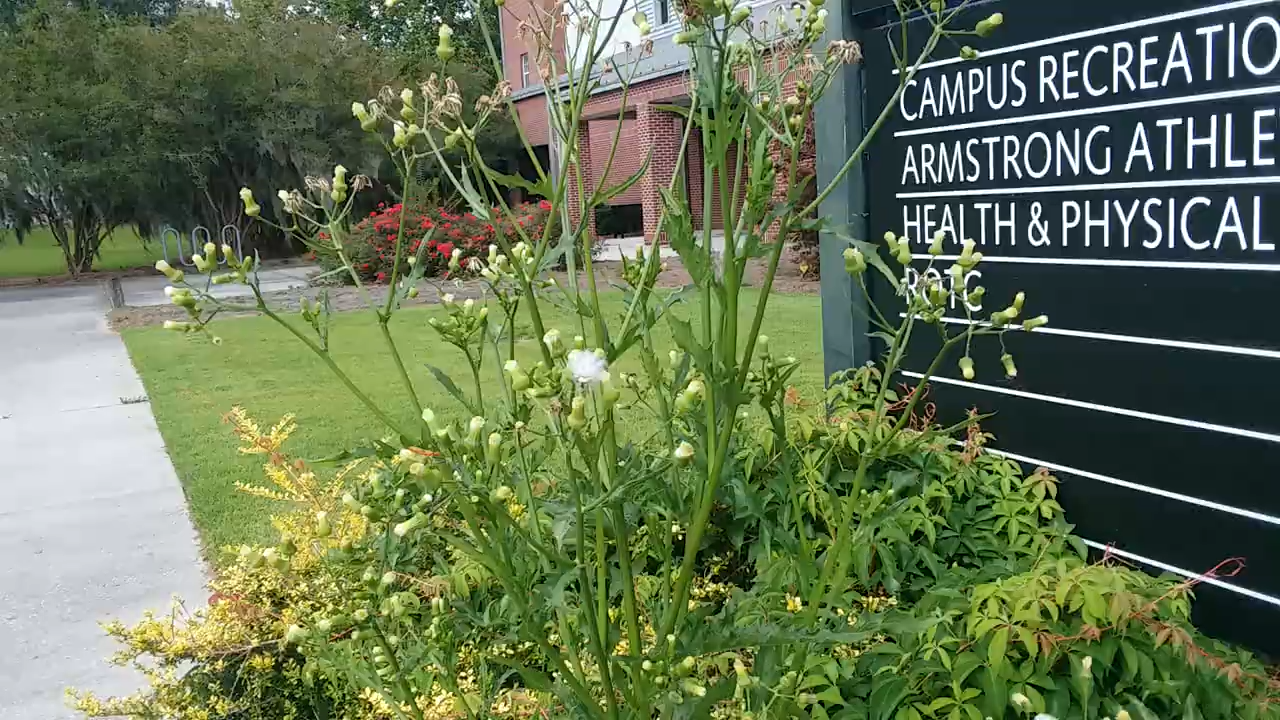 CAMPUS RECREATIO
ARMSTRONG ATHLE
HEALTH & PHYSICAL
ROTC